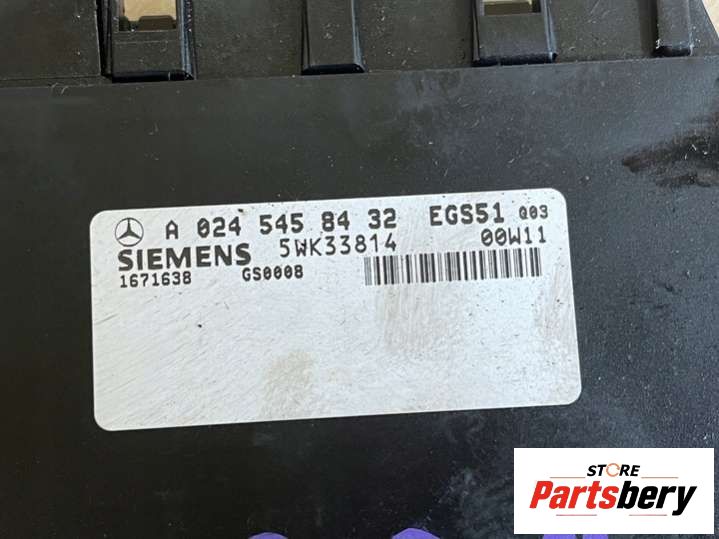 A 024 545 84 32 EGS51 Q03
SIEMENS 5WK33814 00W11
1671638 GS0008
STORE
Partsbery